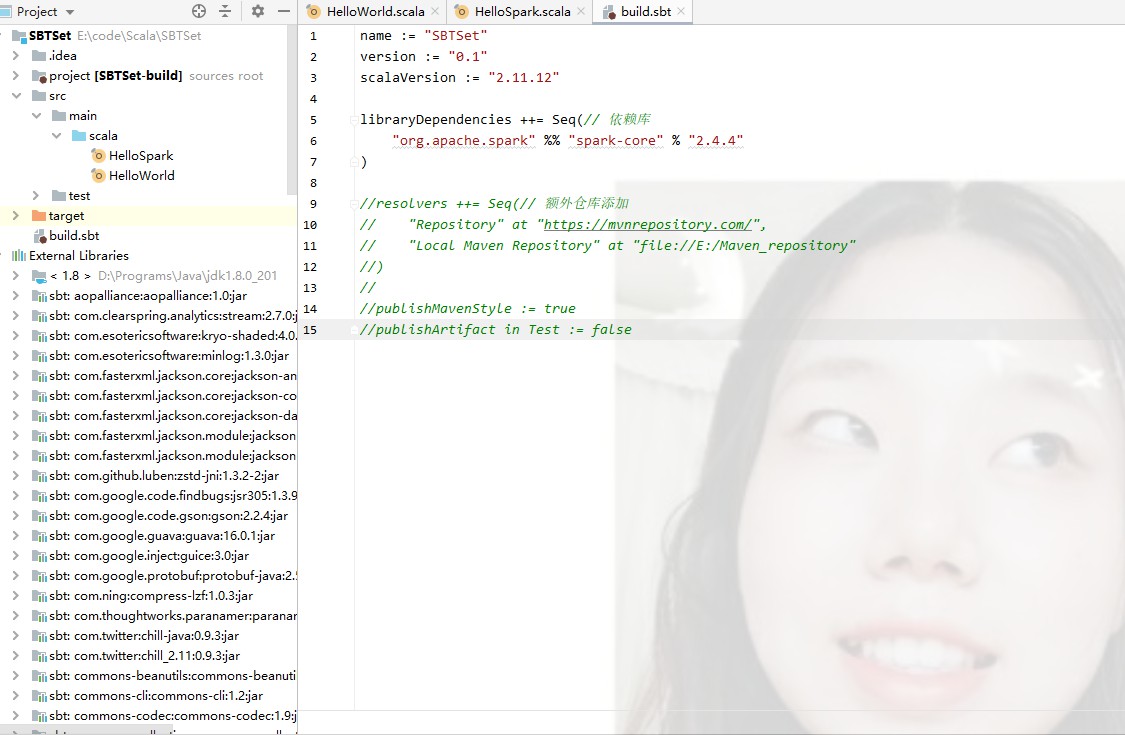 Project
SBTSet E:\code\Scala\SBTSet
.idea
project [SBTSet-build] sources root
src
main
scala
HelloSpark
HelloWorld
test
target
build.sbt
External Libraries
< 1.8 > D:\Programs\Java\jdk1.8.0_201
sbt: aopalliance:aopalliance:1.0:jar
sbt: com.clearspring.analytics:stream:2.7.0:j
sbt: com.esotericsoftware:kryo-shaded:4.0.
sbt: com.esotericsoftware:minlog:1.3.0:jar
sbt: com.fasterxml.jackson.core:jackson-an
sbt: com.fasterxml.jackson.core:jackson-co
sbt: com.fasterxml.jackson.core:jackson-da
sbt: com.fasterxml.jackson.module:jackson
sbt: com.fasterxml.jackson.module:jackson
sbt: com.github.luben:zstd-jni:1.3.2-2:jar
sbt: com.google.code.findbugs:jsr305:1.3.9
sbt: com.google.code.gson:gson:2.2.4:jar
sbt: com.google.guava:guava:16.0.1:jar
sbt: com.google.inject:guice:3.0:jar
sbt: com.google.protobuf:protobuf-java:2.5
sbt: com.ning:compress-lzf:1.0.3:jar
sbt: com.thoughtworks.paranamer:paranar
sbt: com.twitter:chill-java:0.9.3:jar
sbt: com.twitter:chill_2.11:0.9.3:jar
sbt: commons-beanutils:commons-beanuti
sbt: commons-cli:commons-cli:1.2:jar
sbt: commons-codec:commons-codec:1.9:j
HelloWorld.scala HelloSpark.scala build.sbt
1 name := "SBTSet"
2 version := "0.1"
3 scalaVersion := "2.11.12"
4
5 libraryDependencies ++= Seq(// 依赖库
6 "org.apache.spark" %% "spark-core" % "2.4.4"
7 )
8
9 //resolvers ++= Seq(// 额外仓库添加
10 // "Repository" at "https://mvnrepository.com/",
11 // "Local Maven Repository" at "file://E:/Maven_repository"
12 //)
13 //
14 //publishMavenStyle := true
15 //publishArtifact in Test := false